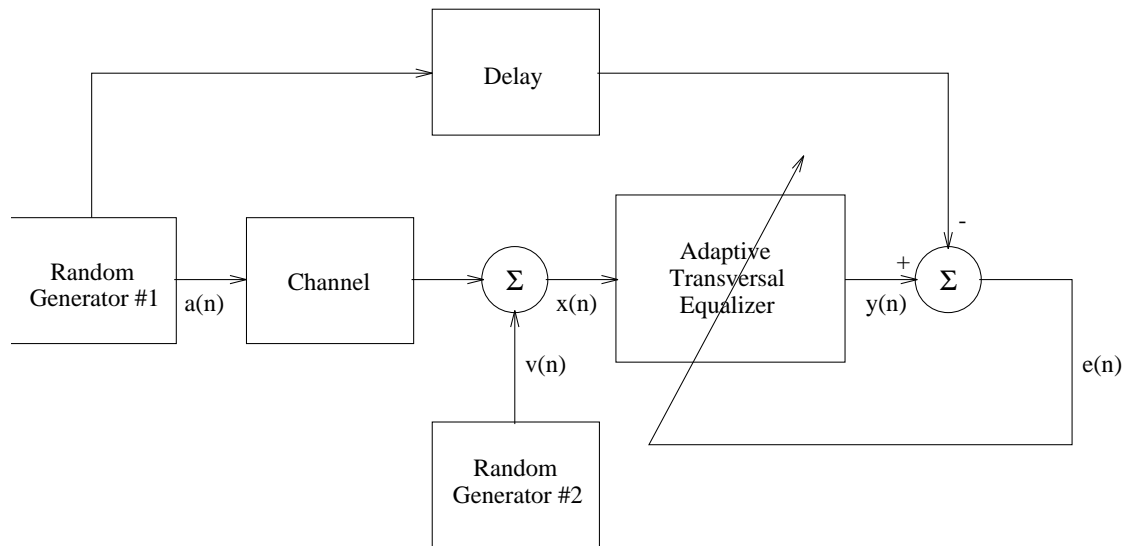 Delay
-
Random
Generator #1
a(n)
Channel
Σ
x(n)
Adaptive
Transversal
Equalizer
+
y(n)
Σ
v(n)
e(n)
Random
Generator #2